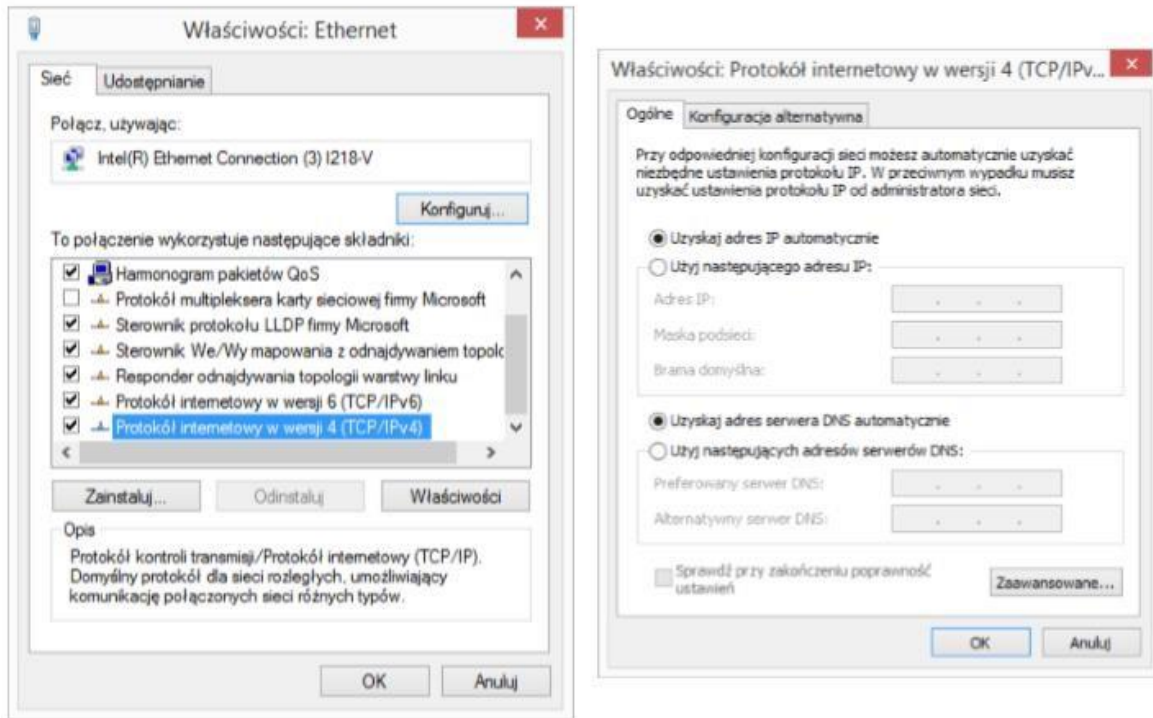 Właściwości: Ethernet
Sieć
Udostępnianie
Połącz, używając:
Intel(R) Ethernet Connection (3) I218-V
Konfiguruj...
To połączenie wykorzystuje następujące składniki:
Harmonogram pakietów QoS
Protokół multipleksera karty sieciowej firmy Microsoft
Sterownik protokołu LLDP firmy Microsoft
Sterownik We/Wy mapowania z odnajdywaniem topolc
Responder odnajdywania topologii warstwy linku
Protokół internetowy w wersji 6 (TCP/IPv6)
Protokół internetowy w wersji 4 (TCP/IPv4)
Zainstaluj...
Odinstaluj
Właściwości
Opis
Protokół kontroli transmisji/Protokół internetowy (TCP/IP).
Domyślny protokół dla sieci rozległych, umożliwiający
komunikację połączonych sieci różnych typów.
OK
Anuluj
Właściwości: Protokół internetowy w wersji 4 (TCP/IPv...
Ogólne
Konfiguracja alternatywna
Przy odpowiedniej konfiguracji sieci możesz automatycznie uzyskać
niezbędne ustawienia protokołu IP. W przeciwnym wypadku musisz
uzyskać ustawienia protokołu IP od administratora sieci.
Uzyskaj adres IP automatycznie
Użyj następującego adresu IP:
Adres IP:
Maska podsieci:
Brama domyślna:
Uzyskaj adres serwera DNS automatycznie
Użyj następujących adresów serwerów DNS:
Preferowany serwer DNS:
Alternatywny serwer DNS:
Sprawdź przy zakończeniu poprawność
ustawień
Zaawansowane...
OK
Anuluj